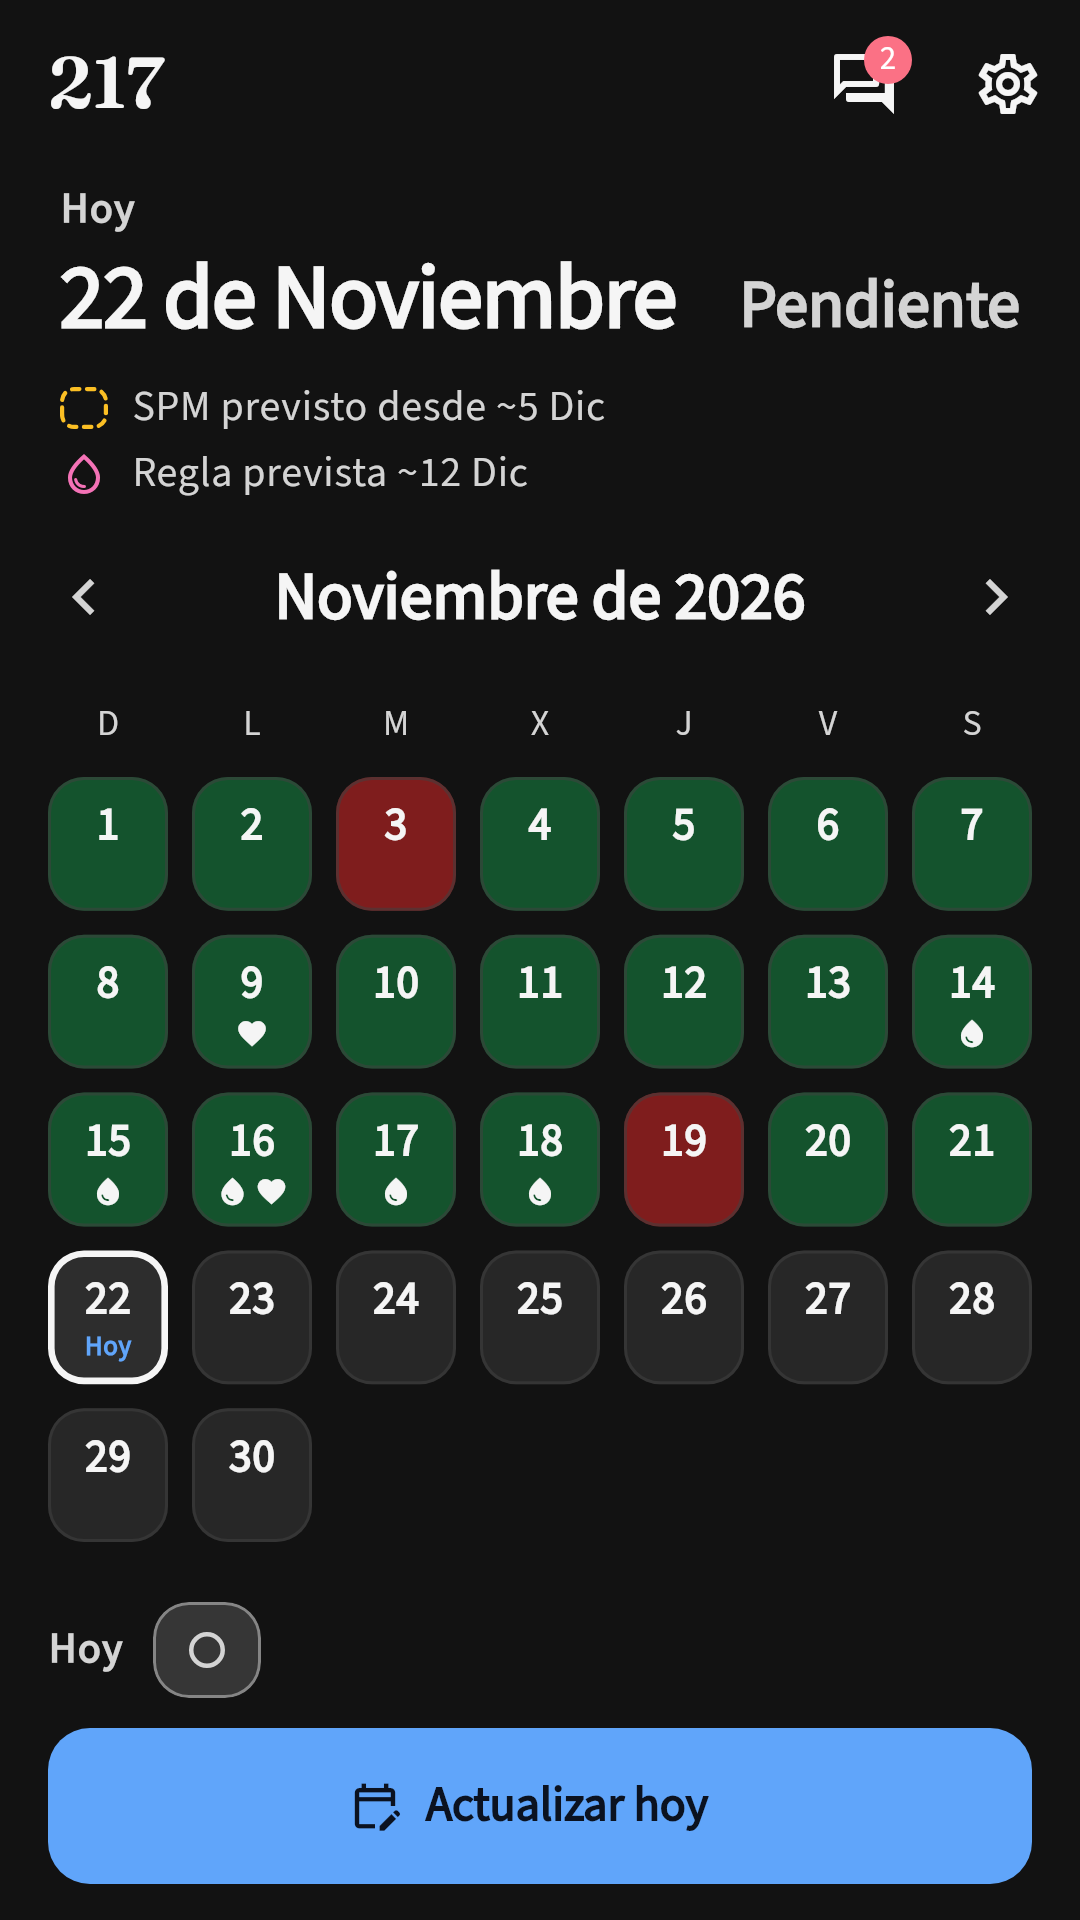 217
2
Hoy
22 de Noviembre Pendiente
SPM previsto desde ~5 Dic
Regla prevista ~12 Dic
Noviembre de 2026
D L M X J V S
1 2 3 4 5 6 7
8 9 10 11 12 13 14
15 16 17 18 19 20 21
22 23 24 25 26 27 28
Hoy
29 30
Hoy
Actualizar hoy